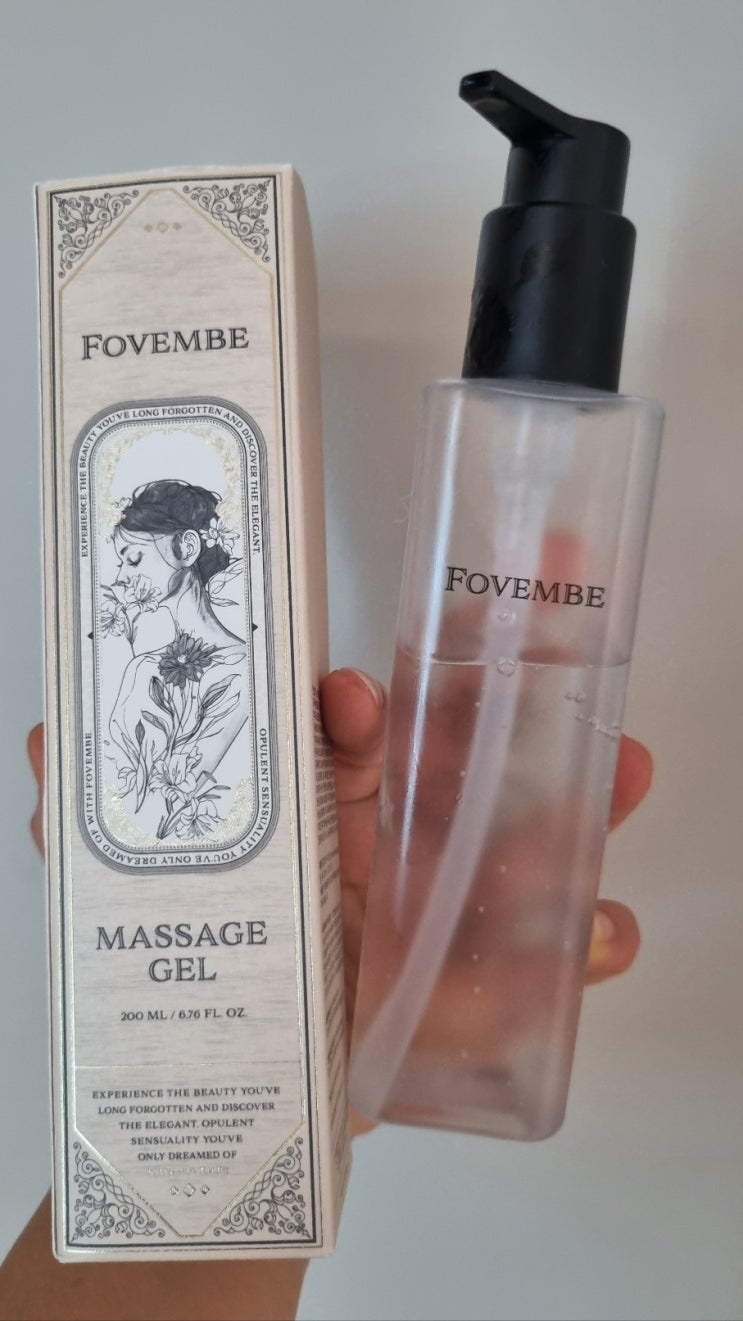 FOVEMBE
EXPERIENCE THE BEAUTY YOU'VE LONG FORGOTTEN AND DISCOVER THE ELEGANT.
OPULENT SENSUALITY YOU'VE ONLY DREAMED OF WITH FOVEMBE
MASSAGE
GEL
200 ML / 6.76 FL. OZ.
EXPERIENCE THE BEAUTY YOU'VE
LONG FORGOTTEN AND DISCOVER
THE ELEGANT. OPULENT
SENSUALITY YOU'VE
ONLY DREAMED OF
FOVEMBE